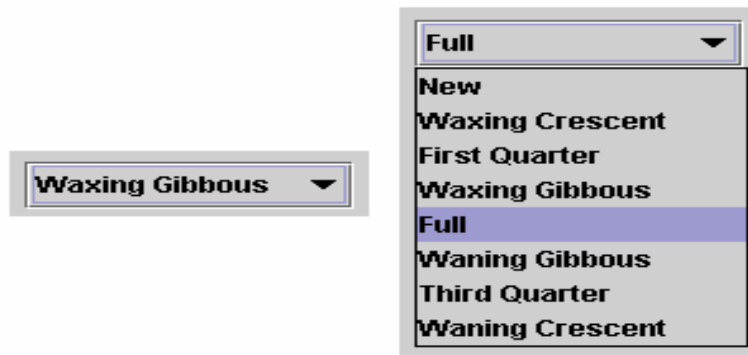 Waxing Gibbous
Full
New
Waxing Crescent
First Quarter
Waxing Gibbous
Full
Waning Gibbous
Third Quarter
Waning Crescent